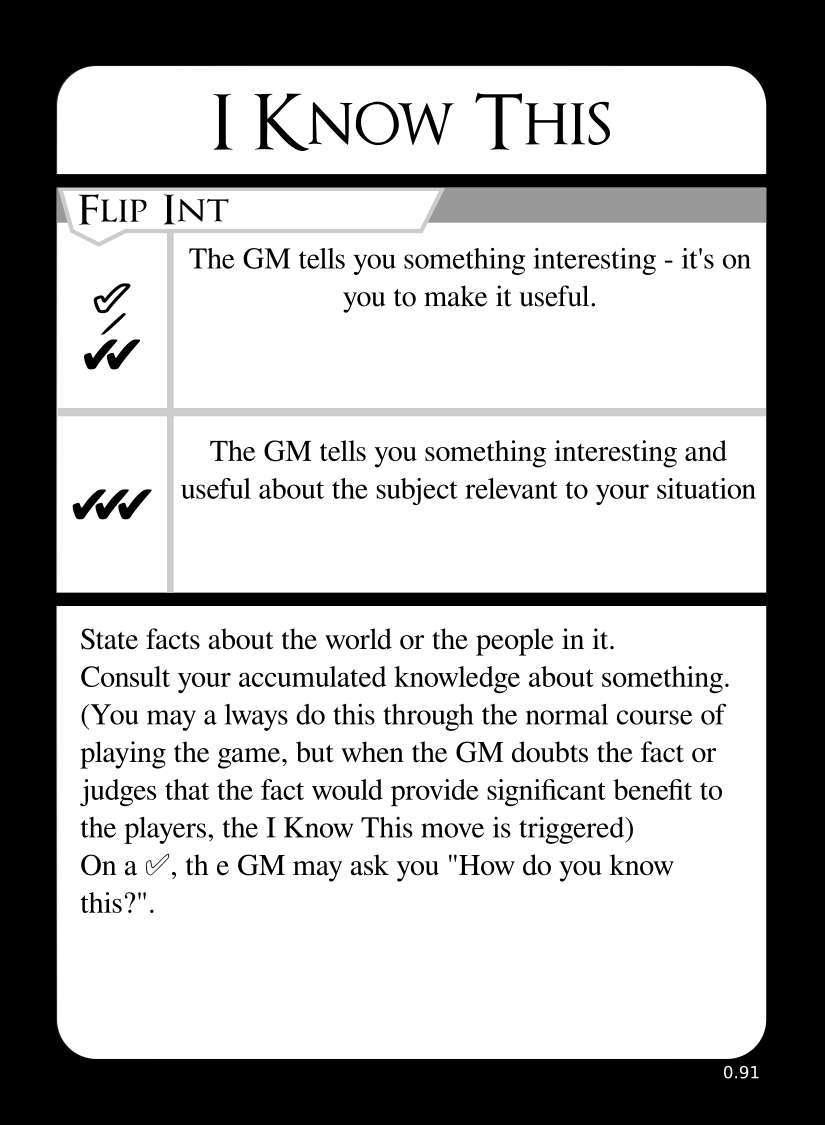 I Know This
Flip Int
✓
/
✔✔
The GM tells you something interesting - it's on
you to make it useful.
✔✔✔
The GM tells you something interesting and
useful about the subject relevant to your situation
State facts about the world or the people in it.
Consult your accumulated knowledge about something.
(You may a lways do this through the normal course of
playing the game, but when the GM doubts the fact or
judges that the fact would provide significant benefit to
the players, the I Know This move is triggered)
On a ✓, th e GM may ask you "How do you know
this?".
0.91